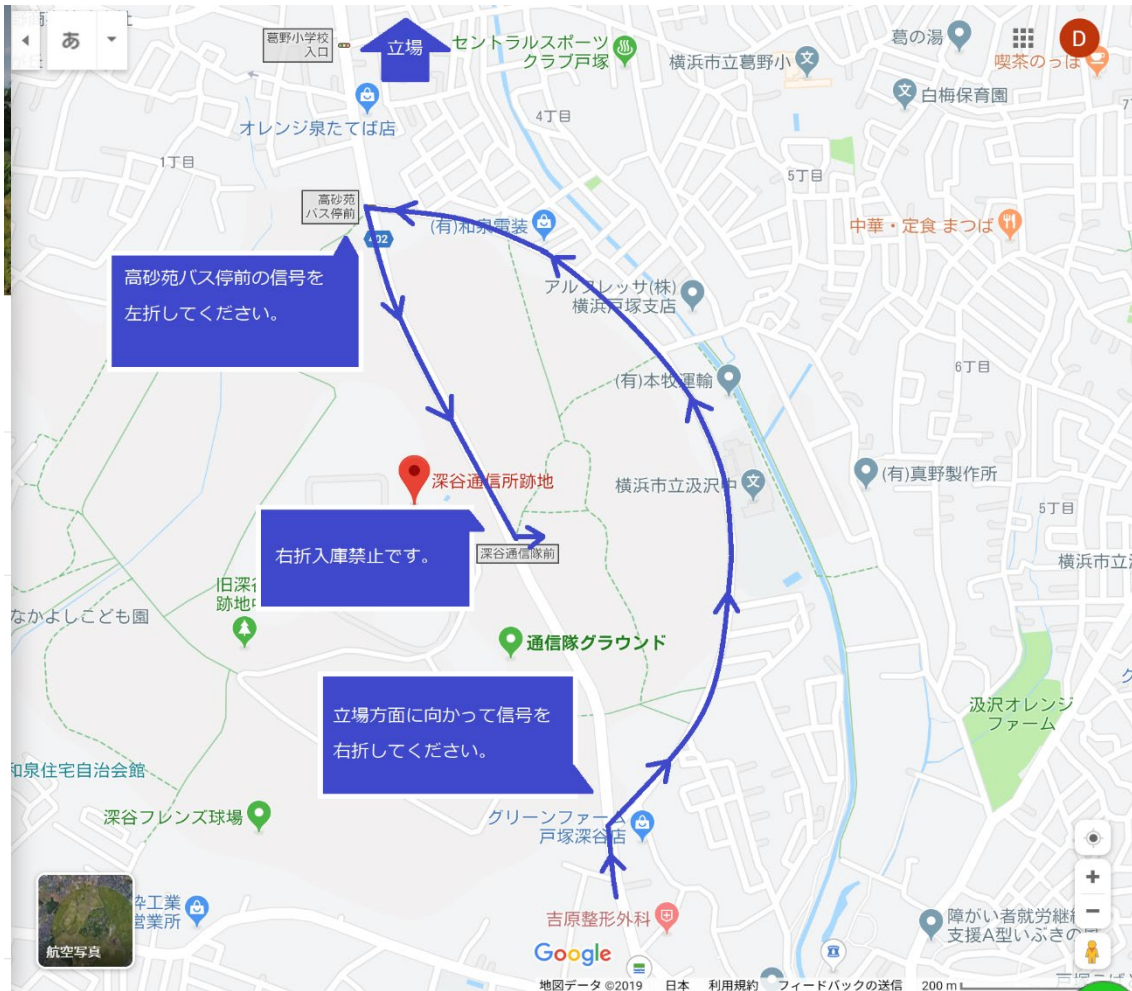 あ
葛野小学校
入口
立場
セントラルスポーツ
クラブ戸塚
横浜市立葛野小
葛の湯
D
喫茶のっぽ
白梅保育園
オレンジ泉たてば店
4丁目
1丁目
5丁目
7丁
高砂苑
バス停前
402
(有)和泉電装
中華・定食 まつば
高砂苑バス停前の信号を
左折してください。
アルフレッサ(株)
横浜戸塚支店
(有)本牧運輸
6丁目
深谷通信所跡地
横浜市立汲沢中
(有)真野製作所
5丁目
右折入庫禁止です。
深谷通信隊前
横浜市立
旧深谷
跡地中
なかよしこども園
通信隊グラウンド
立場方面に向かって信号を
右折してください。
汲沢オレンジ
ファーム
和泉住宅自治会館
深谷フレンズ球場
グリーンファーム
戸塚深谷店
工業
営業所
吉原整形外科
障がい者就労継続
支援A型いぶきの
航空写真
Google
地図データ ©2019 日本 利用規約 フィードバックの送信 200 m